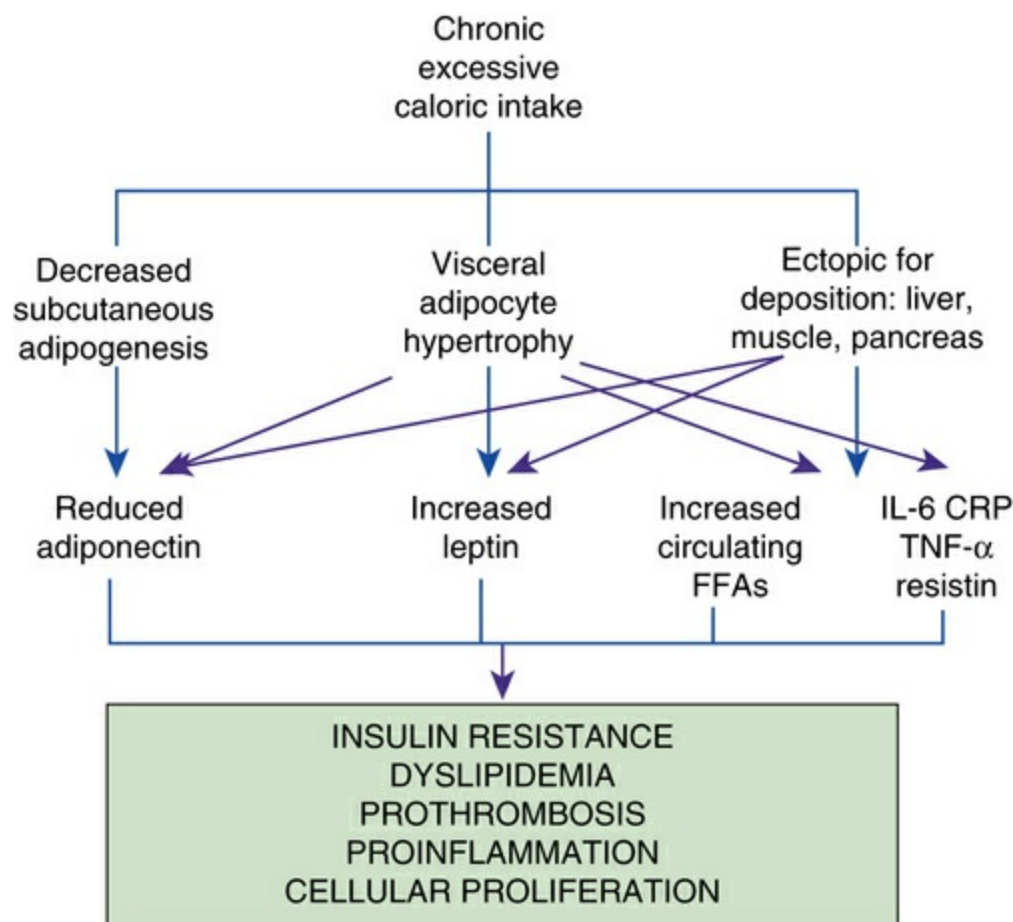 Chronic
excessive
caloric intake
Decreased
subcutaneous
adipogenesis
Visceral
adipocyte
hypertrophy
Ectopic for
deposition: liver,
muscle, pancreas
Reduced
adiponectin
Increased
leptin
Increased
circulating
FFAs
IL-6 CRP
TNF-α
resistin
INSULIN RESISTANCE
DYSLIPIDEMIA
PROTHROMBOSIS
PROINFLAMMATION
CELLULAR PROLIFERATION